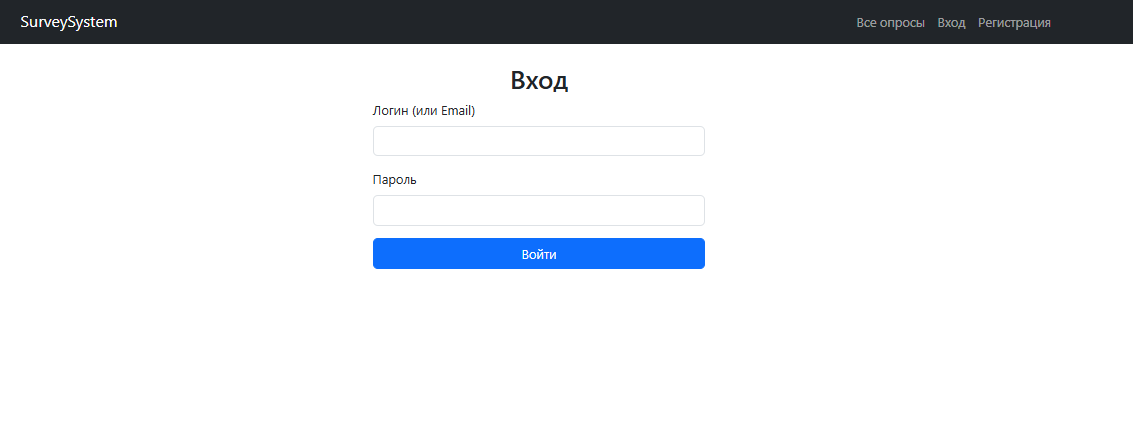 SurveySystem Все опросы Вход Регистрация
Вход
Логин (или Email)
Пароль
Войти